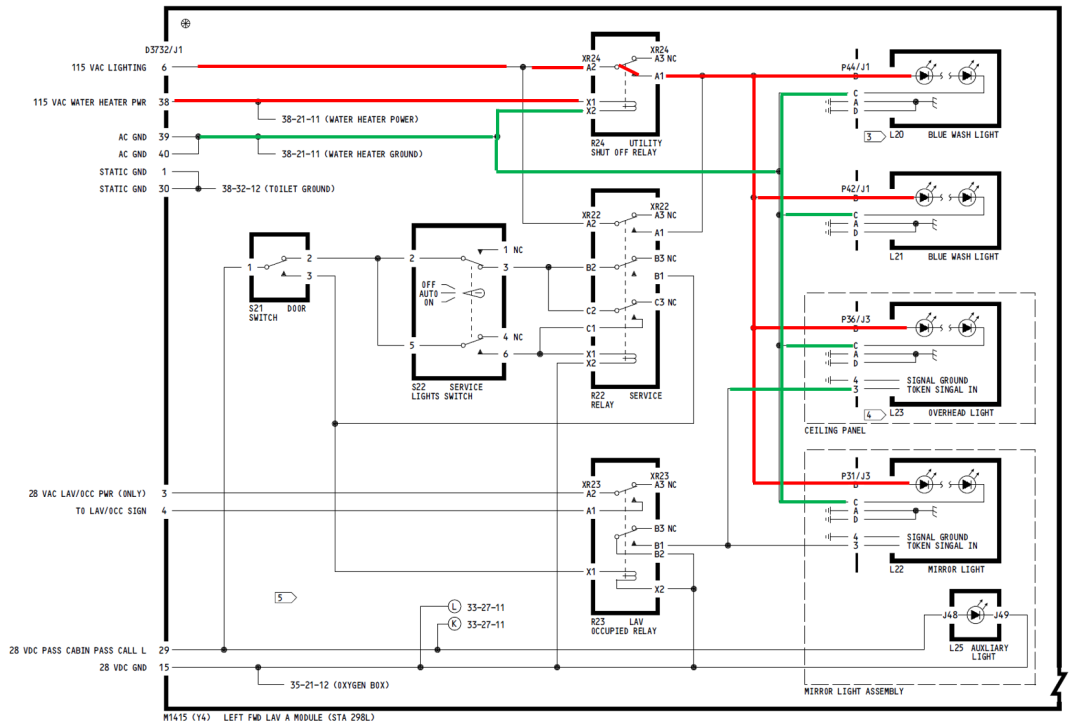 D3732/J1
115 VAC LIGHTING 6
115 VAC WATER HEATER PWR 38
38-21-11 (WATER HEATER POWER)
AC GND 39
AC GND 40
38-21-11 (WATER HEATER GROUND)
STATIC GND 1
STATIC GND 30
38-32-12 (TOILET GROUND)
XR24 XR24
A3 NC
A2
A1
X1
X2
R24 UTILITY
SHUT OFF RELAY
P44/J1
B
C
A
D
3
L20 BLUE WASH LIGHT
P42/J1
C
A
D
L21 BLUE WASH LIGHT
XR22 XR22
A3 NC
A2
A1
B3 NC
B2
B1
C3 NC
C2
C1
X1
X2
R22 SERVICE
RELAY
1 2
3
S21 DOOR
SWITCH
2
1 NC
3
OFF
AUTO
ON
4 NC
5
6
S22 SERVICE
LIGHTS SWITCH
P36/J3
C
A
D
4 SIGNAL GROUND
3 TOKEN SINGAL IN
4
L23 OVERHEAD LIGHT
CEILING PANEL
28 VAC LAV/OCC PWR (ONLY) 3
TO LAV/OCC SIGN 4
XR23 XR23
A3 NC
A2
A1
B3 NC
B1
B2
X1
X2
R23 LAV
OCCUPIED RELAY
P31/J3
C
A
D
4 SIGNAL GROUND
3 TOKEN SINGAL IN
L22 MIRROR LIGHT
5
L 33-27-11
K 33-27-11
J48 J49
L25 AUXLIARY
LIGHT
28 VDC PASS CABIN PASS CALL L 29
28 VDC GND 15
35-21-12 (OXYGEN BOX)
MIRROR LIGHT ASSEMBLY
M1415 (Y4) LEFT FWD LAV A MODULE (STA 298L)